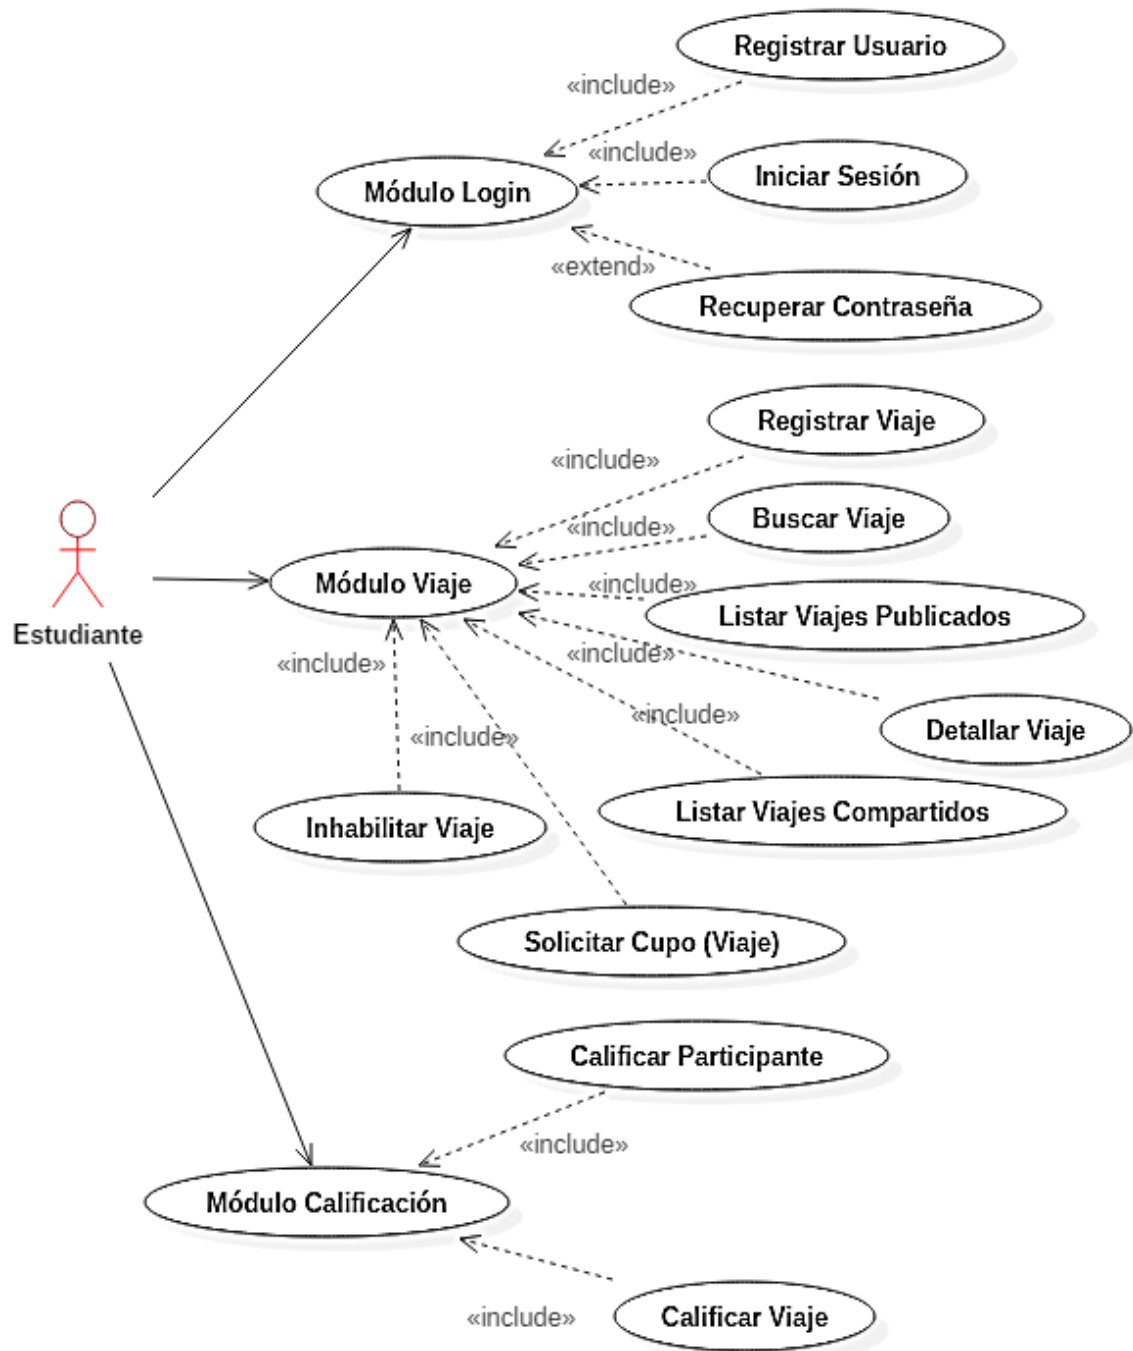 Registrar Usuario
«include»
«include»
Iniciar Sesión
Módulo Login
«extend»
Recuperar Contraseña
Registrar Viaje
«include»
Buscar Viaje
«include»
Módulo Viaje
«include»
Listar Viajes Publicados
Estudiante
«include»
«include»
«include»
Detallar Viaje
«include»
Listar Viajes Compartidos
Inhabilitar Viaje
Solicitar Cupo (Viaje)
Calificar Participante
«include»
Módulo Calificación
«include»
Calificar Viaje